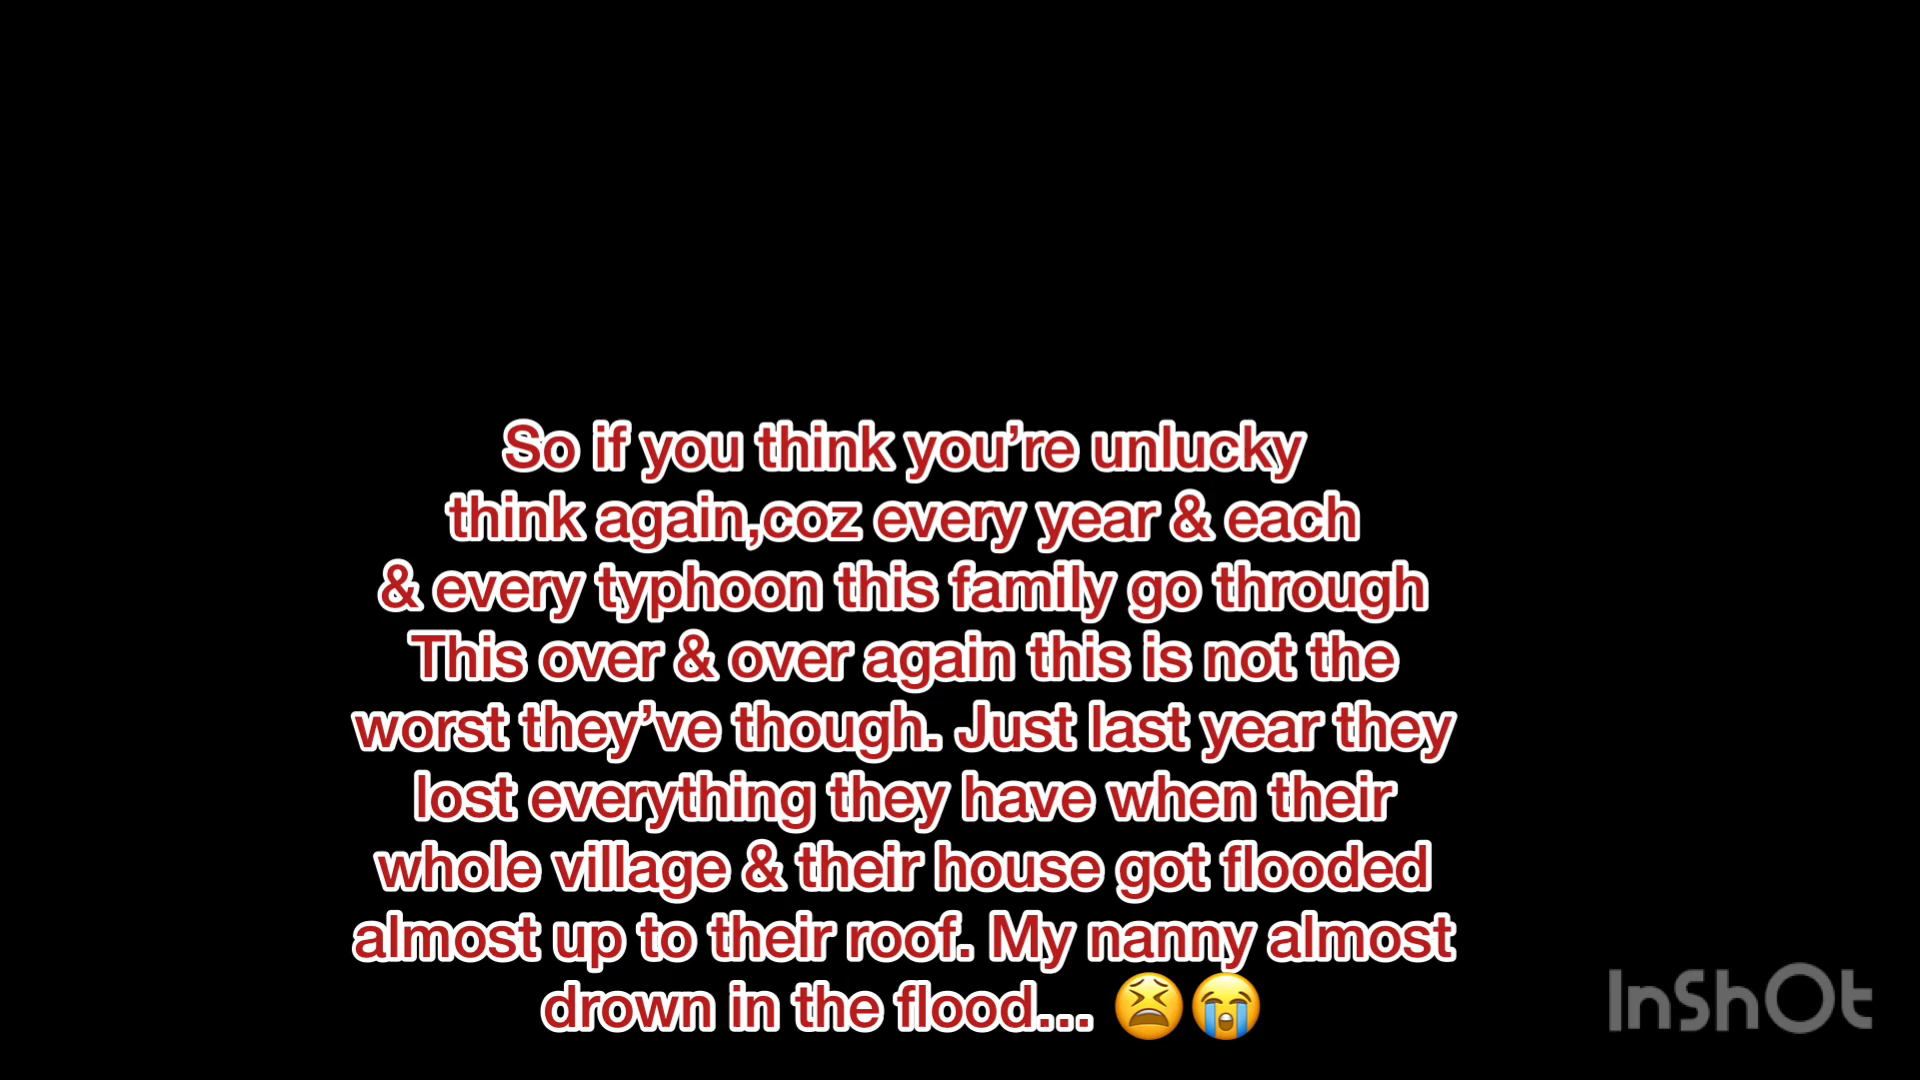 So if you think you’re unlucky
think again,coz every year & each
& every typhoon this family go through
This over & over again this is not the
worst they’ve though. Just last year they
lost everything they have when their
whole village & their house got flooded
almost up to their roof. My nanny almost
drown in the flood... 😫😭
InShOt